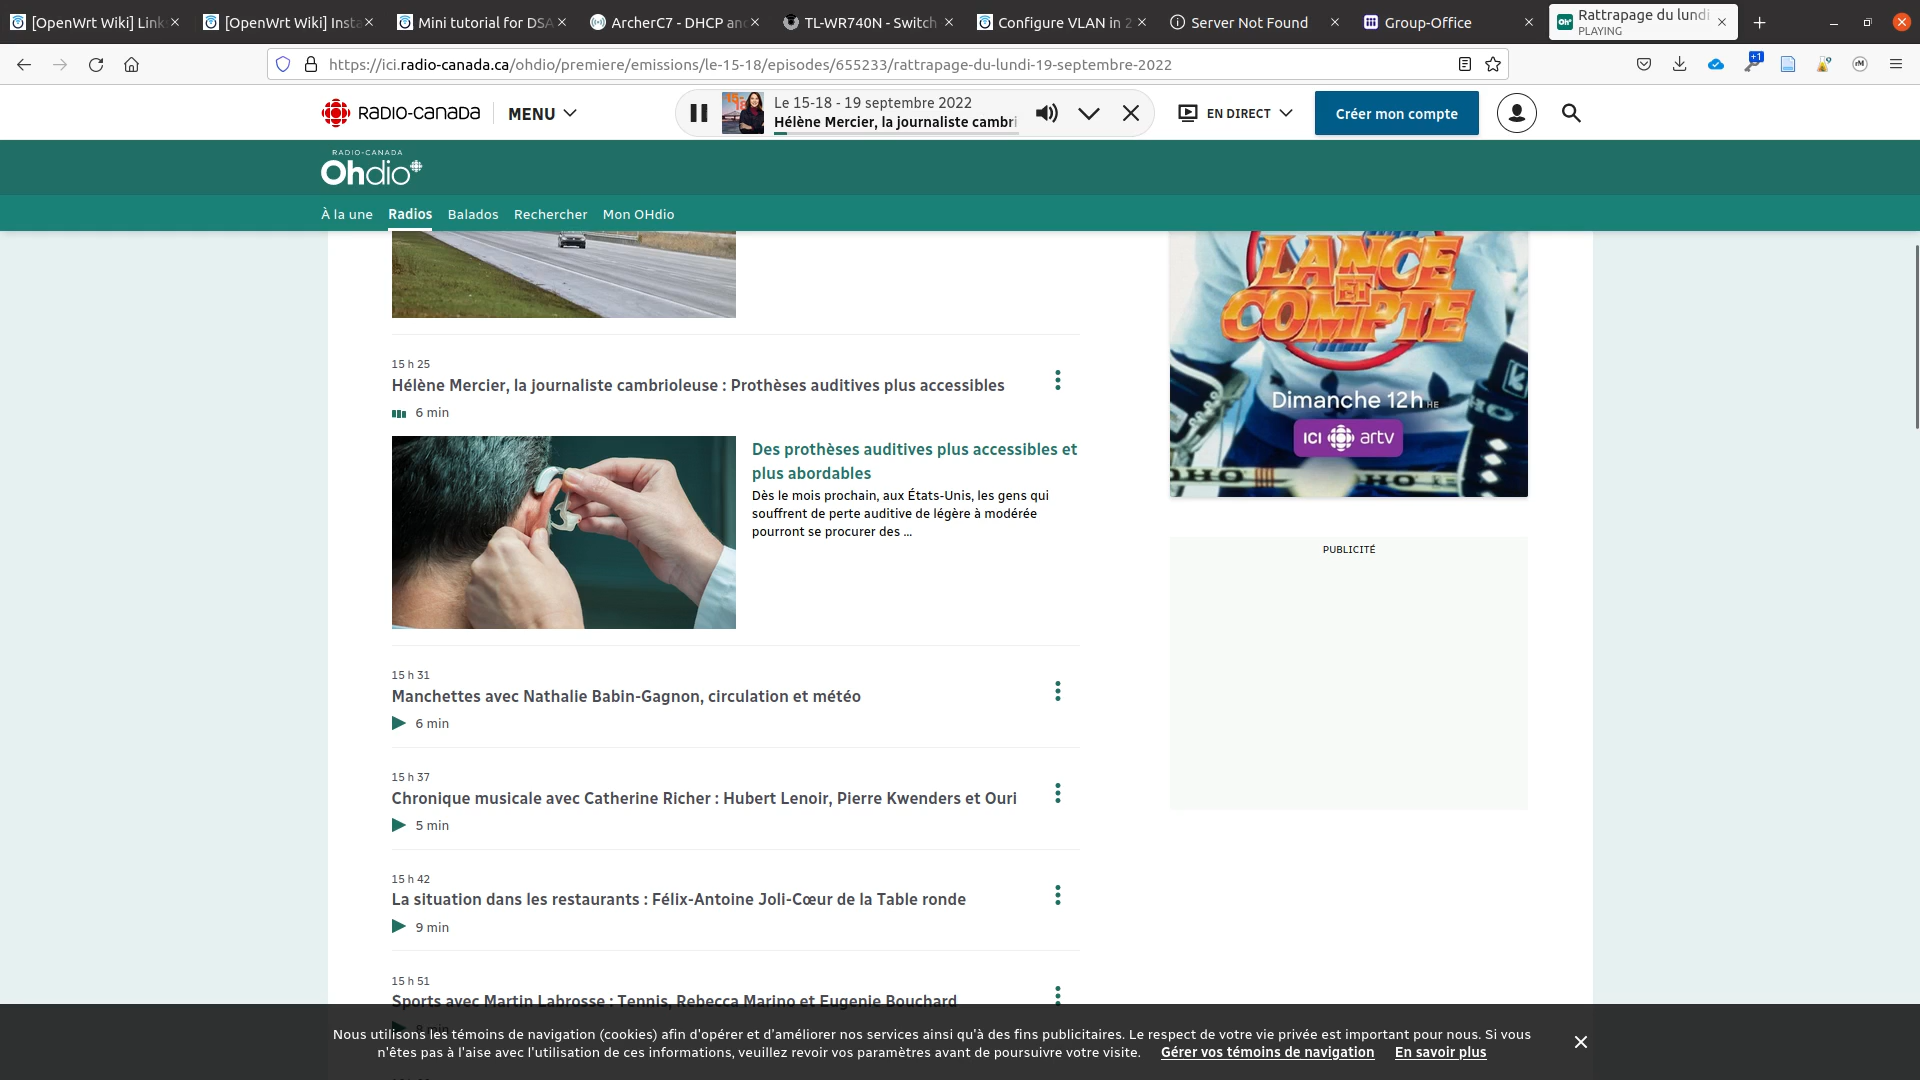 [OpenWrt Wiki] Link
[OpenWrt Wiki] Insta
Mini tutorial for DSA
ArcherC7 - DHCP an
TL-WR740N - Switch
Configure VLAN in 2
Server Not Found
Group-Office
Rattrapage du lundi
PLAYING
https://ici.radio-canada.ca/ohdio/premiere/emissions/le-15-18/episodes/655233/rattrapage-du-lundi-19-septembre-2022
+1
RADIO-CANADA
MENU
Le 15-18 - 19 septembre 2022
Hélène Mercier, la journaliste cambri
EN DIRECT
Créer mon compte
RADIO-CANADA
Ohdio
À la une
Radios
Balados
Rechercher
Mon OHdio
15 h 25
Hélène Mercier, la journaliste cambrioleuse : Prothèses auditives plus accessibles
6 min
Des prothèses auditives plus accessibles et
plus abordables
Dès le mois prochain, aux États-Unis, les gens qui
souffrent de perte auditive de légère à modérée
pourront se procurer des ...
15 h 31
Manchettes avec Nathalie Babin-Gagnon, circulation et météo
6 min
15 h 37
Chronique musicale avec Catherine Richer : Hubert Lenoir, Pierre Kwenders et Ouri
5 min
15 h 42
La situation dans les restaurants : Félix-Antoine Joli-Cœur de la Table ronde
9 min
15 h 51
Sports avec Martin Labrosse : Tennis, Rebecca Marino et Eugenie Bouchard
LANCE
ET
COMPTE
Dimanche 12h HE
ICI artv
PUBLICITÉ
Nous utilisons les témoins de navigation (cookies) afin d'opérer et d'améliorer nos services ainsi qu'à des fins publicitaires. Le respect de votre vie privée est important pour nous. Si vous
n'êtes pas à l'aise avec l'utilisation de ces informations, veuillez revoir vos paramètres avant de poursuivre votre visite. Gérer vos témoins de navigation En savoir plus